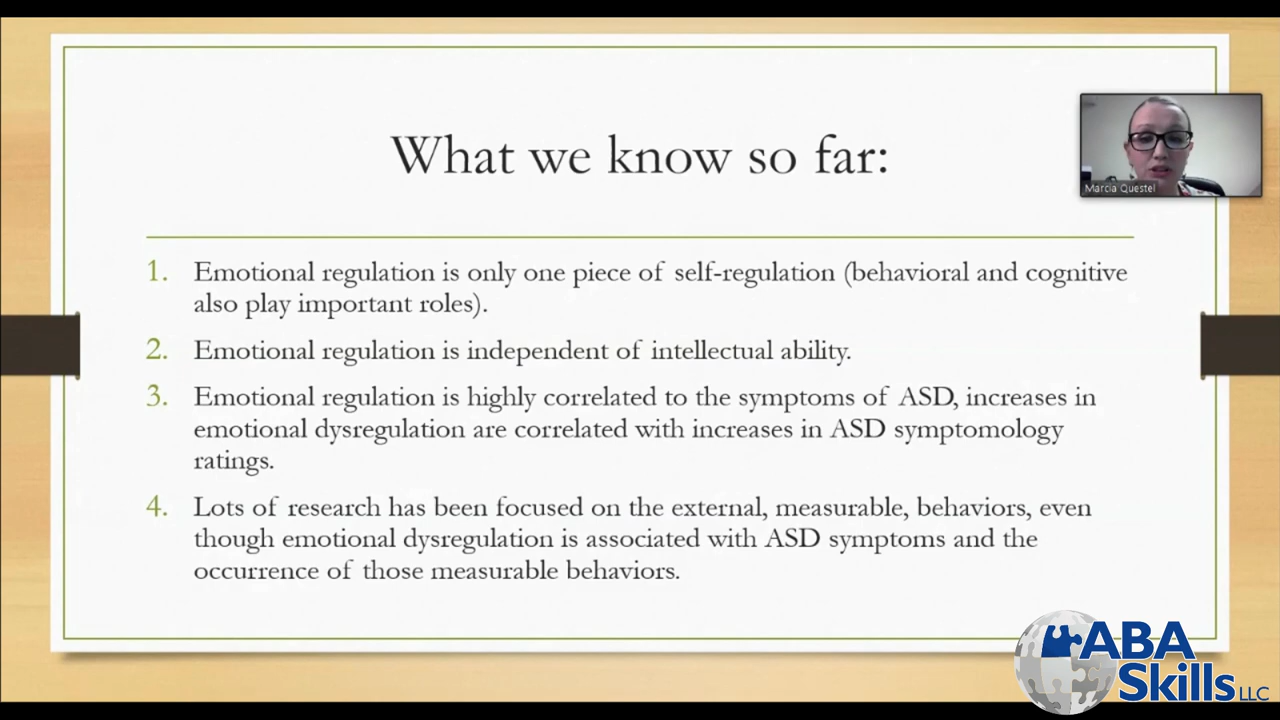 What we know so far:
Marcia Questel
1. Emotional regulation is only one piece of self-regulation (behavioral and cognitive
also play important roles).
2. Emotional regulation is independent of intellectual ability.
3. Emotional regulation is highly correlated to the symptoms of ASD, increases in
emotional dysregulation are correlated with increases in ASD symptomology
ratings.
4. Lots of research has been focused on the external, measurable, behaviors, even
though emotional dysregulation is associated with ASD symptoms and the
occurrence of those measurable behaviors.
ABA
Skills LLC